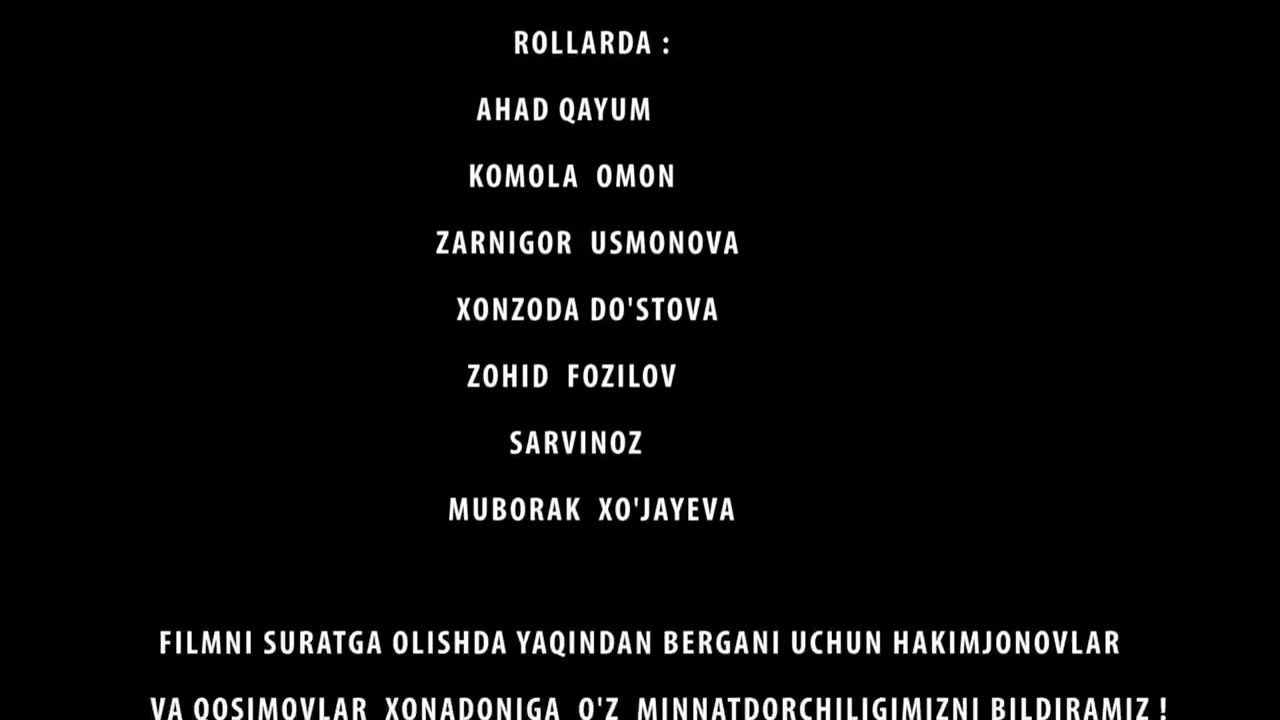 ROLLARDA :
AHAD QAYUM
KOMOLA OMON
ZARNIGOR USMONOVA
XONZODA DO'STOVA
ZOHID FOZILOV
SARVINOZ
MUBORAK XO'JAYEVA
FILMNI SURATGA OLISHDA YAQINDAN BERGANI UCHUN HAKIMJONOVLAR
VA QOSIMOVLAR XONADONIGA O'Z MINNATDORCHILIGIMIZNI BILDIRAMIZ !